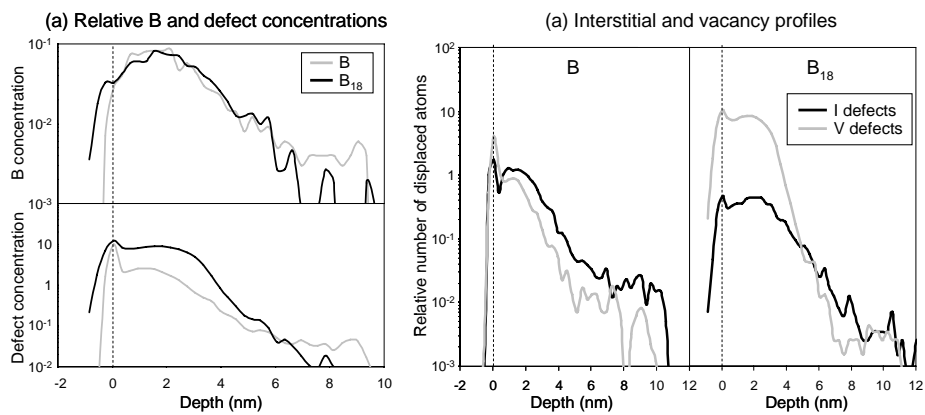 (a) Relative B and defect concentrations
B concentration
10-1
10-2
10-3
B
B18
Defect concentration
10
1
10-1
10-2
-2 0 2 4 6 8 10
Depth (nm)
(a) Interstitial and vacancy profiles
Relative number of displaced atoms
102
10
1
10-1
10-2
10-3
B
B18
I defects
V defects
-2 0 2 4 6 8 10 12
Depth (nm)
0 2 4 6 8 10 12
Depth (nm)